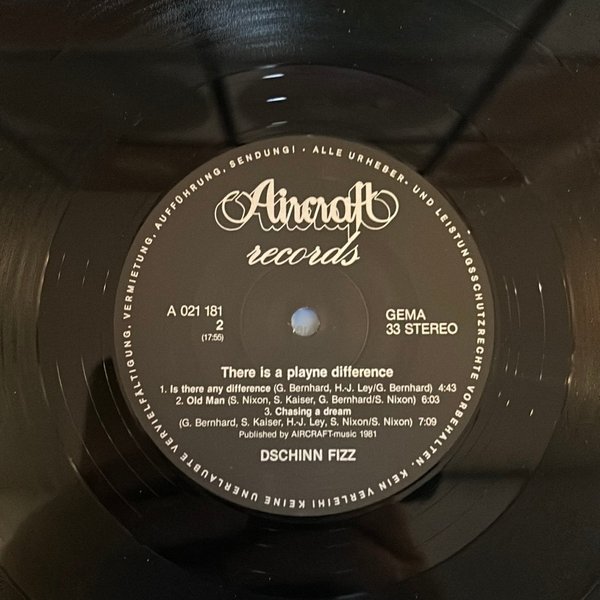 ALLE URHEBER- UND LEISTUNGSSCHUTZRECHTE VORBEHALTEN. KEIN VERLEIH! KEINE UNERLAUBTE VERVIELFÄLTIGUNG, VERMIETUNG, AUFFÜHRUNG, SENDUNG! ·
Aircraft
records
A 021 181
2
(17:55)
GEMA
33 STEREO
There is a playne difference
1. Is there any difference (G. Bernhard, H.-J. Ley/G. Bernhard) 4:43
2. Old Man (S. Nixon, S. Kaiser, G. Bernhard/S. Nixon) 6:03
3. Chasing a dream
(G. Bernhard, S. Kaiser, H.-J. Ley, S. Nixon/S. Nixon) 7:09
Published by AIRCRAFT-music 1981
DSCHINN FIZZ